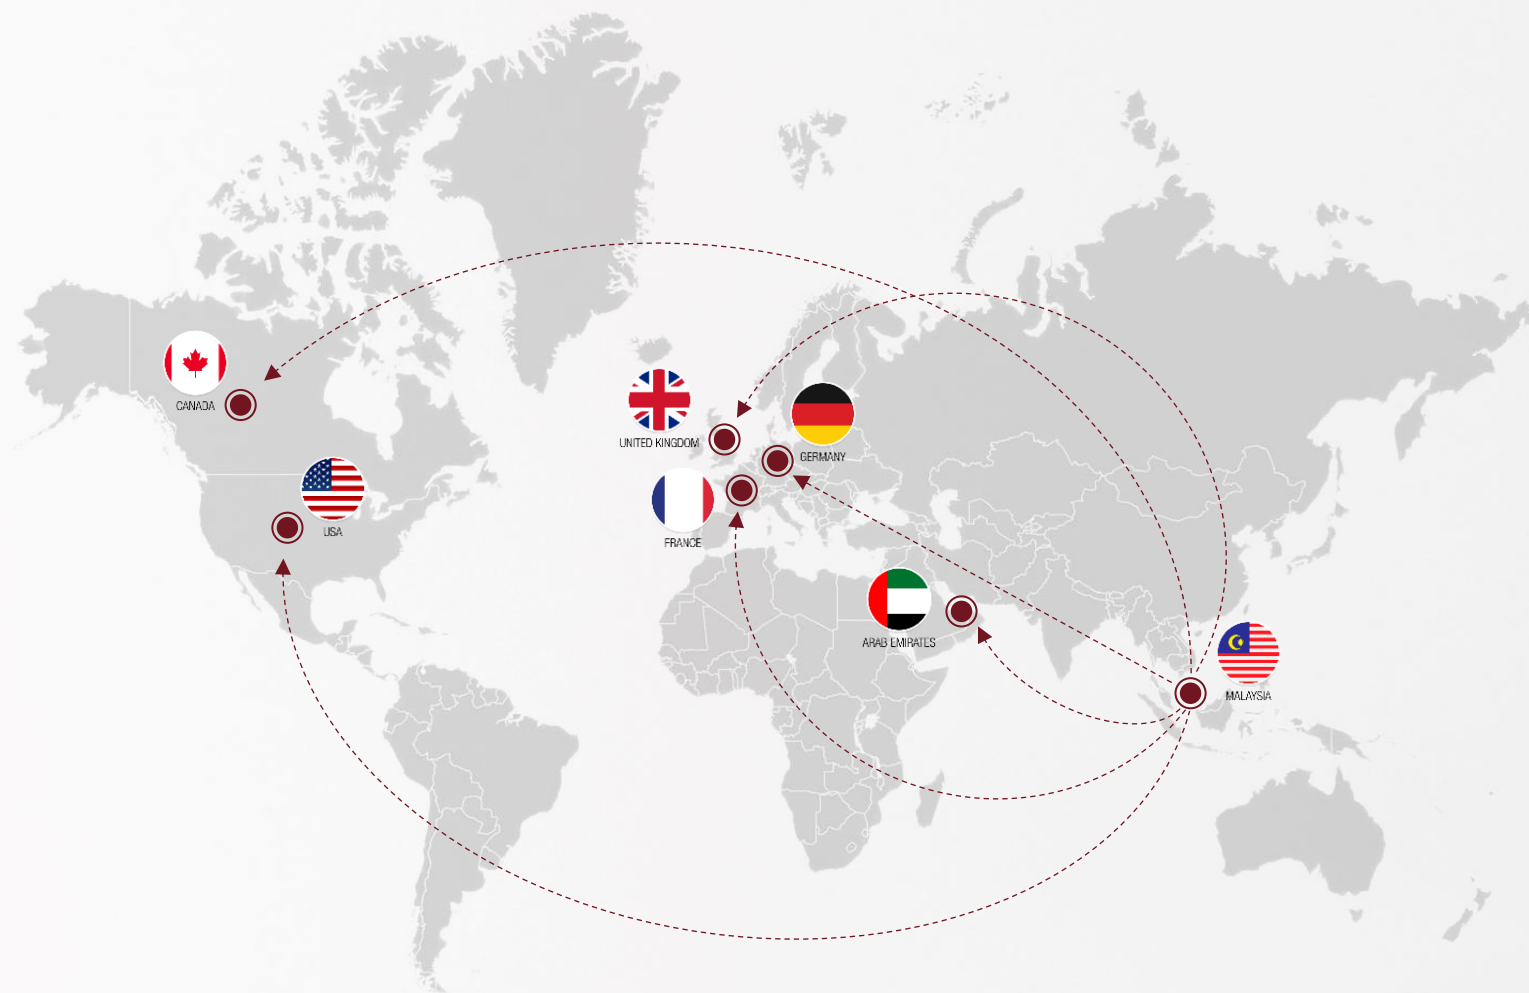 CANADA
UNITED KINGDOM
GERMANY
USA
FRANCE
ARAB EMIRATES
MALAYSIA